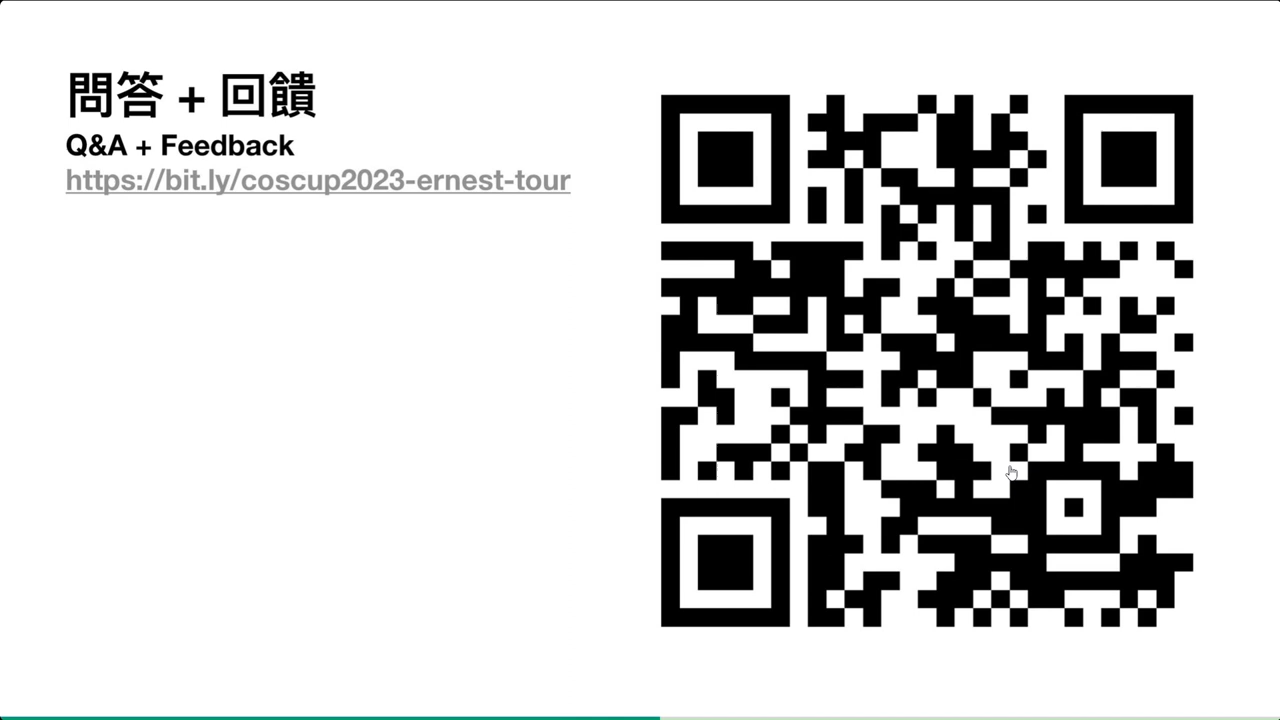 問答 + 回饋
Q&A + Feedback
https://bit.ly/coscup2023-ernest-tour